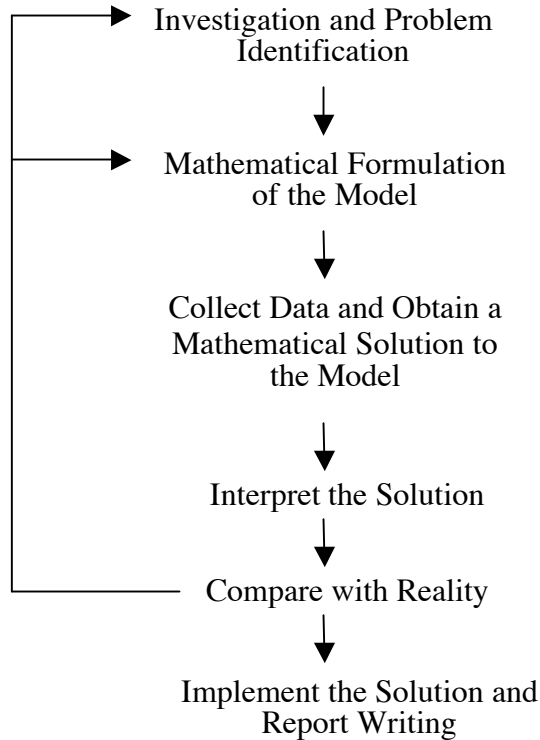 Investigation and Problem
Identification
Mathematical Formulation
of the Model
Collect Data and Obtain a
Mathematical Solution to
the Model
Interpret the Solution
Compare with Reality
Implement the Solution and
Report Writing